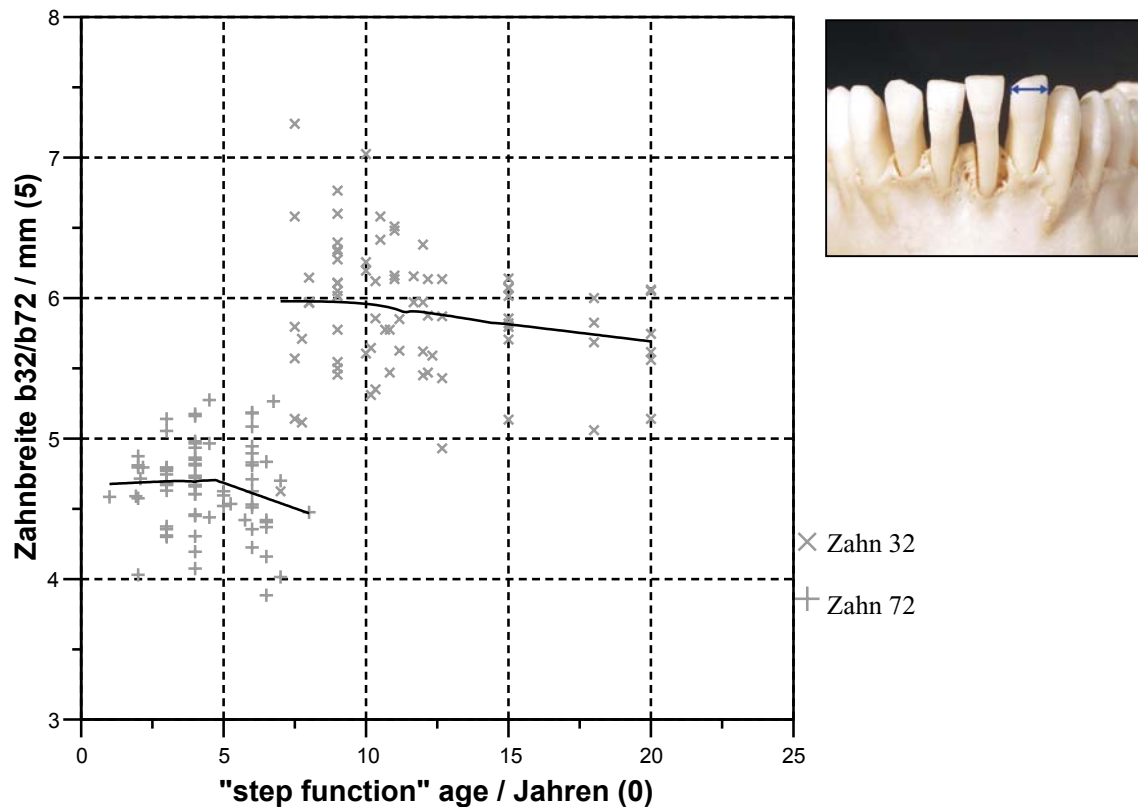 8
7
6
5
4
3
0 5 10 15 20 25
Zahnbreite b32/b72 / mm (5)
"step function" age / Jahren (0)
Zahn 32
Zahn 72